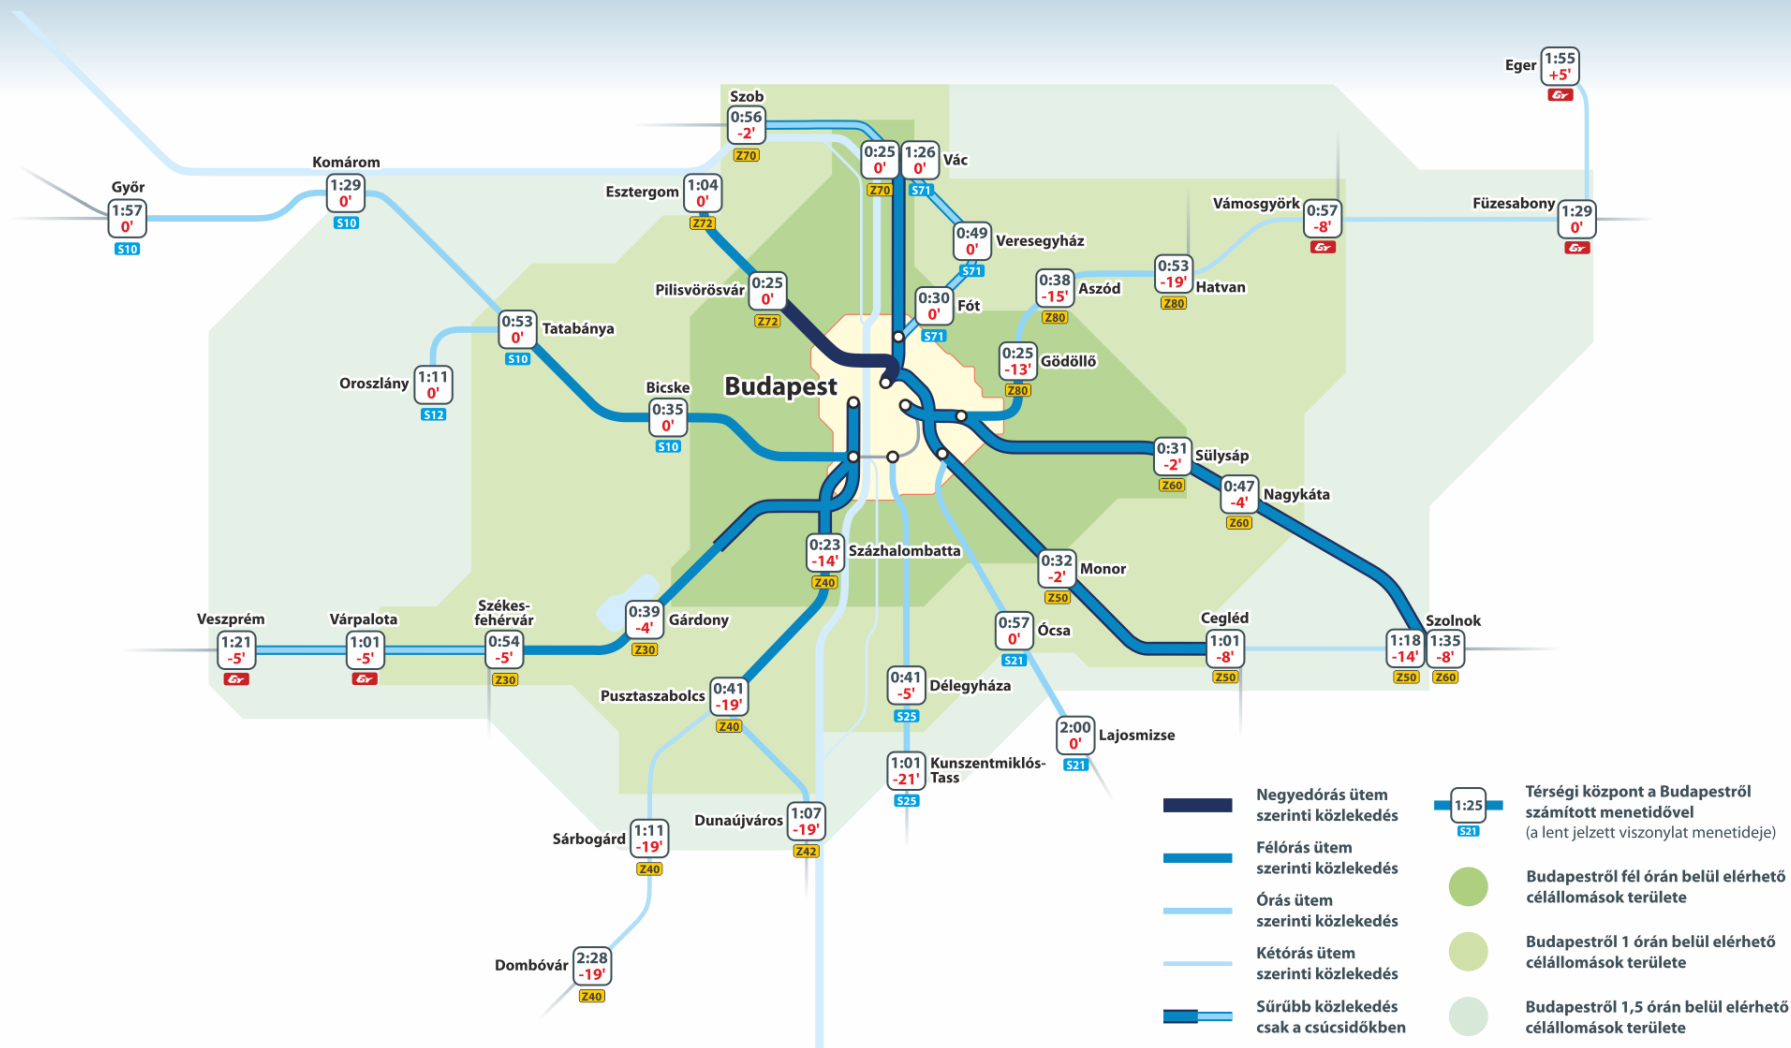 Eger
1:55
+5'
Gy
Szob
0:56
-2'
Z70
0:25
0'
Z70
1:26
0'
S71
Vác
Komárom
1:29
0'
S10
Győr
1:57
0'
S10
Esztergom
1:04
0'
Z72
Vámosgyörk
0:57
-8'
Gy
Füzesabony
1:29
0'
Gy
0:49
0'
S71
Veresegyház
Pilisvörösvár
0:25
0'
Z72
0:30
0'
S71
Fót
0:38
-15'
Z80
Aszód
0:53
-19'
Z80
Hatvan
0:53
0'
S10
Tatabánya
0:25
-13'
Z80
Gödöllő
Oroszlány
1:11
0'
S12
Bicske
0:35
0'
S10
Budapest
0:31
-2'
Z60
Sülysáp
0:47
-4'
Z60
Nagykáta
0:23
-14'
Z40
Százhalombatta
0:32
-2'
Z50
Monor
Veszprém
1:21
-5'
Gy
Várpalota
1:01
-5'
Gy
Székes-
fehérvár
0:54
-5'
Z30
0:39
-4'
Z30
Gárdony
0:57
0'
S21
Ócsa
Cegléd
1:01
-8'
Z50
Szolnok
1:18
-14'
Z50
1:35
-8'
Z60
Pusztaszabolcs
0:41
-19'
Z40
0:41
-5'
S25
Délegyháza
2:00
0'
S21
Lajosmizse
1:01
-21'
S25
Kunszentmiklós-
Tass
Sárbogárd
1:11
-19'
Z40
Dunaújváros
1:07
-19'
Z42
Dombóvár
2:28
-19'
Z40
Negyedórás ütem
szerinti közlekedés
Félórás ütem
szerinti közlekedés
Órás ütem
szerinti közlekedés
Kétórás ütem
szerinti közlekedés
Sűrűbb közlekedés
csak a csúcsidőkben
1:25
S21
Térségi központ a Budapestről
számított menetidővel
(a lent jelzett viszonylat menetideje)
Budapestről fél órán belül elérhető
célállomások területe
Budapestről 1 órán belül elérhető
célállomások területe
Budapestről 1,5 órán belül elérhető
célállomások területe